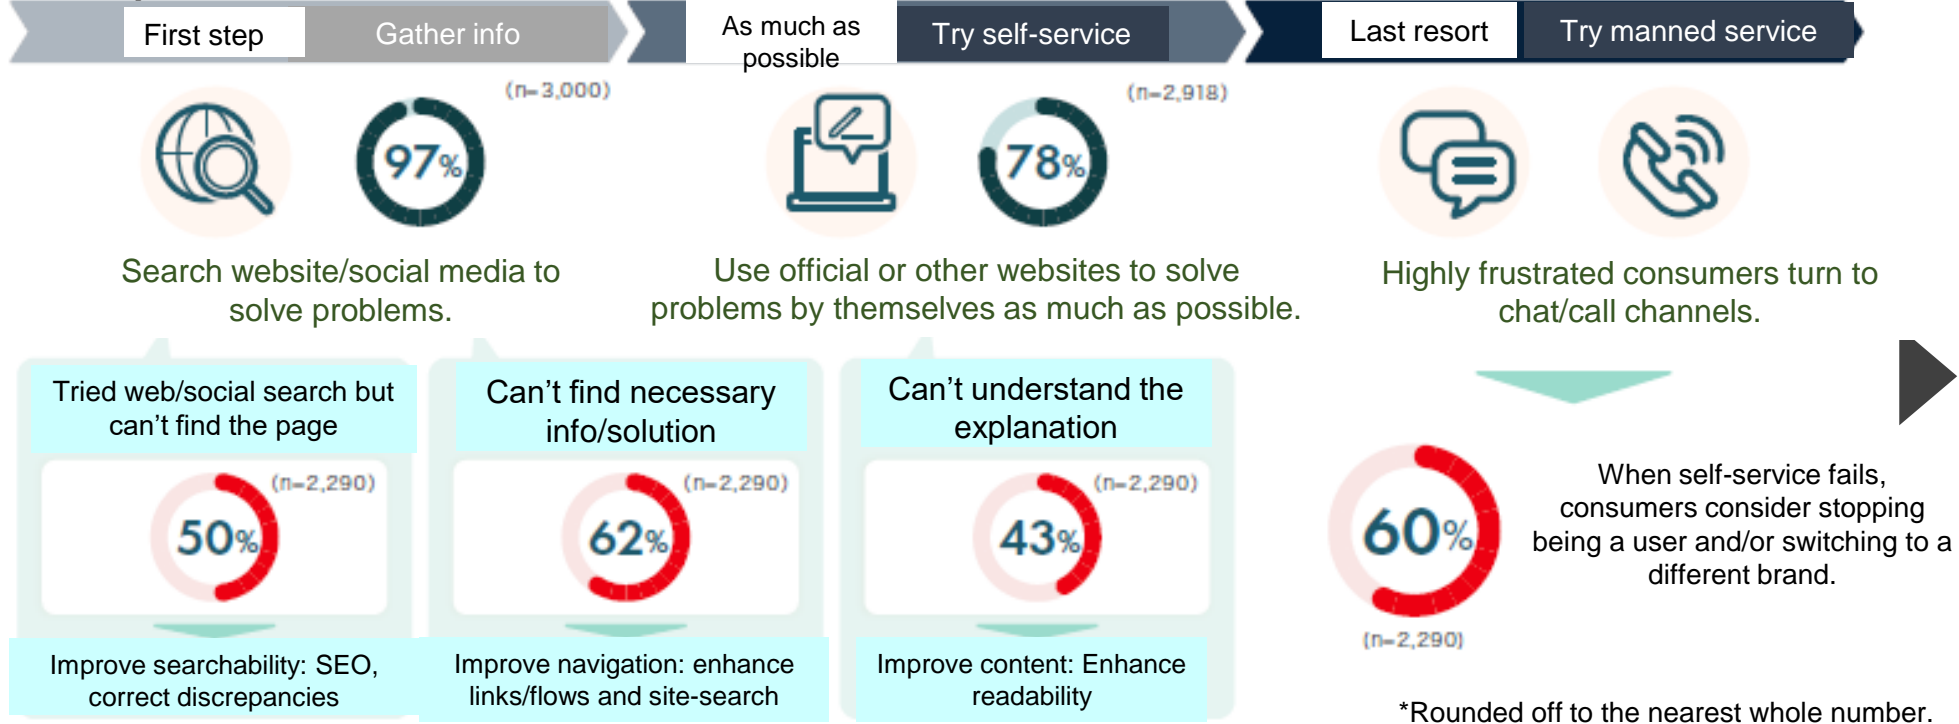 First step
Gather info
As much as
possible
Try self-service
Last resort
Try manned service
(n=3,000)
97%
(n=2,918)
78%
Search website/social media to
solve problems.
Use official or other websites to solve
problems by themselves as much as possible.
Highly frustrated consumers turn to
chat/call channels.
Tried web/social search but
can’t find the page
(n=2,290)
50%
Improve searchability: SEO,
correct discrepancies
Can’t find necessary
info/solution
(n=2,290)
62%
Improve navigation: enhance
links/flows and site-search
Can’t understand the
explanation
(n=2,290)
43%
Improve content: Enhance
readability
60%
(n=2,290)
When self-service fails,
consumers consider stopping
being a user and/or switching to a
different brand.
*Rounded off to the nearest whole number.